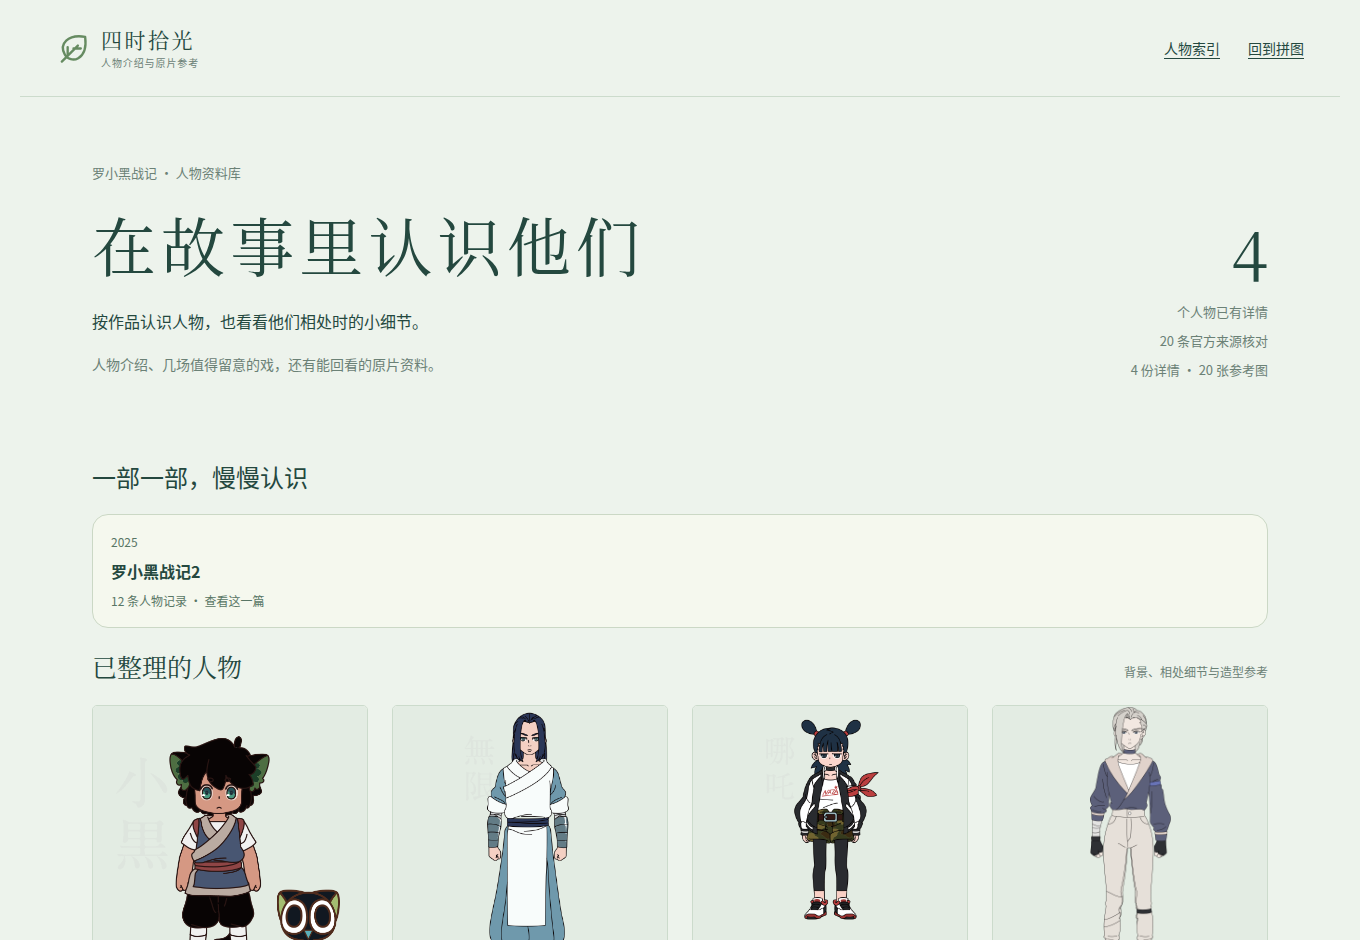 四时拾光
人物介绍与原片参考
人物索引
回到拼图
罗小黑战记 · 人物资料库
在故事里认识他们
按作品认识人物，也看看他们相处时的小细节。
人物介绍、几场值得留意的戏，还有能回看的原片资料。
4
个人物已有详情
20 条官方来源核对
4 份详情 · 20 张参考图
一部一部，慢慢认识
2025
罗小黑战记2
12 条人物记录 · 查看这一篇
已整理的人物
背景、相处细节与造型参考
小
黑
無
限
哪
吒